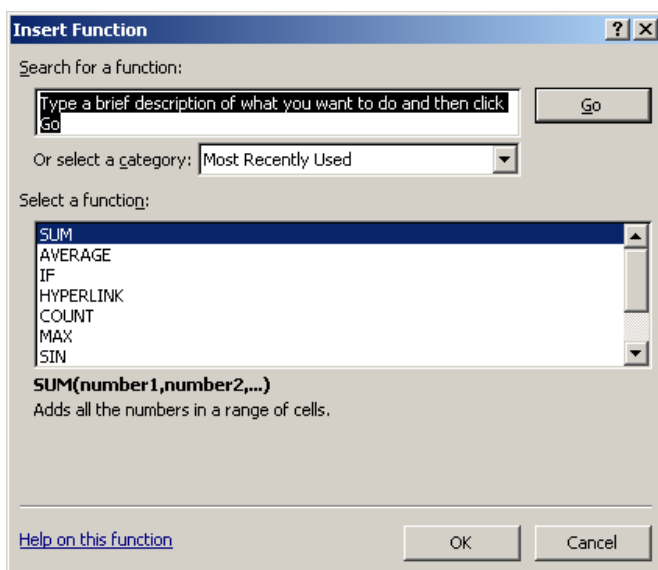 Insert Function
Search for a function:
Type a brief description of what you want to do and then click
Go
Go
Or select a category: Most Recently Used
Select a function:
SUM
AVERAGE
IF
HYPERLINK
COUNT
MAX
SIN
SUM(number1,number2,...)
Adds all the numbers in a range of cells.
Help on this function
OK
Cancel